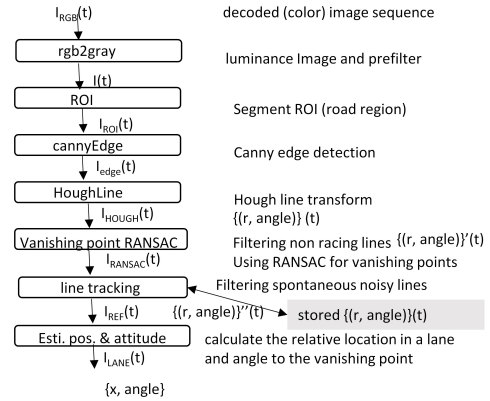 I_RGB(t) decoded (color) image sequence
rgb2gray luminance Image and prefilter
I(t)
ROI Segment ROI (road region)
I_ROI(t)
cannyEdge Canny edge detection
I_edge(t)
HoughLine Hough line transform
I_HOUGH(t) {(r, angle)} (t)
Vanishing point RANSAC Filtering non racing lines {(r, angle)}'(t)
I_RANSAC(t) Using RANSAC for vanishing points
line tracking Filtering spontaneous noisy lines
I_REF(t) {(r, angle)}''(t) stored {(r, angle)}(t)
Esti. pos. & attitude calculate the relative location in a lane
I_LANE(t) and angle to the vanishing point
{x, angle}